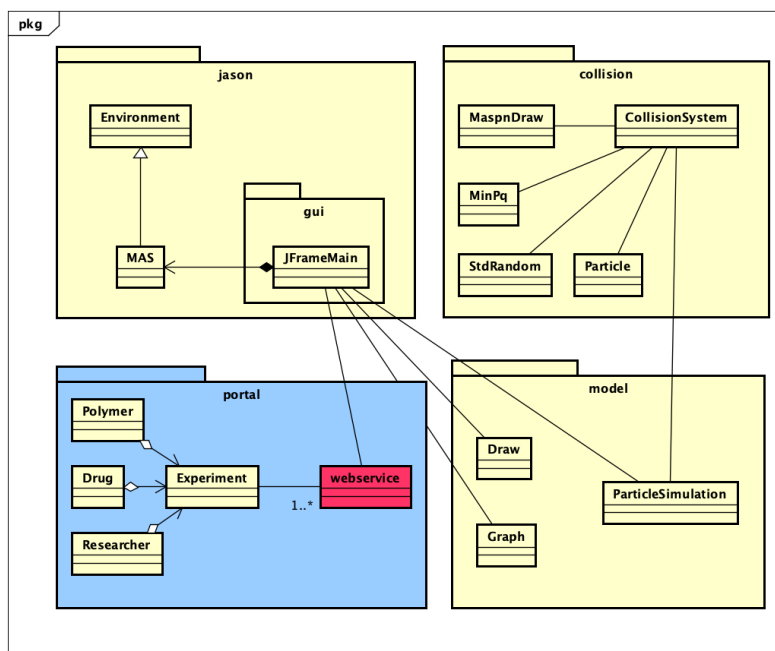 pkg
jason
collision
Environment
MaspnDraw
CollisionSystem
MinPq
gui
MAS
JFrameMain
StdRandom
Particle
portal
model
Polymer
Draw
Drug
Experiment
webservice
ParticleSimulation
1..*
Researcher
Graph